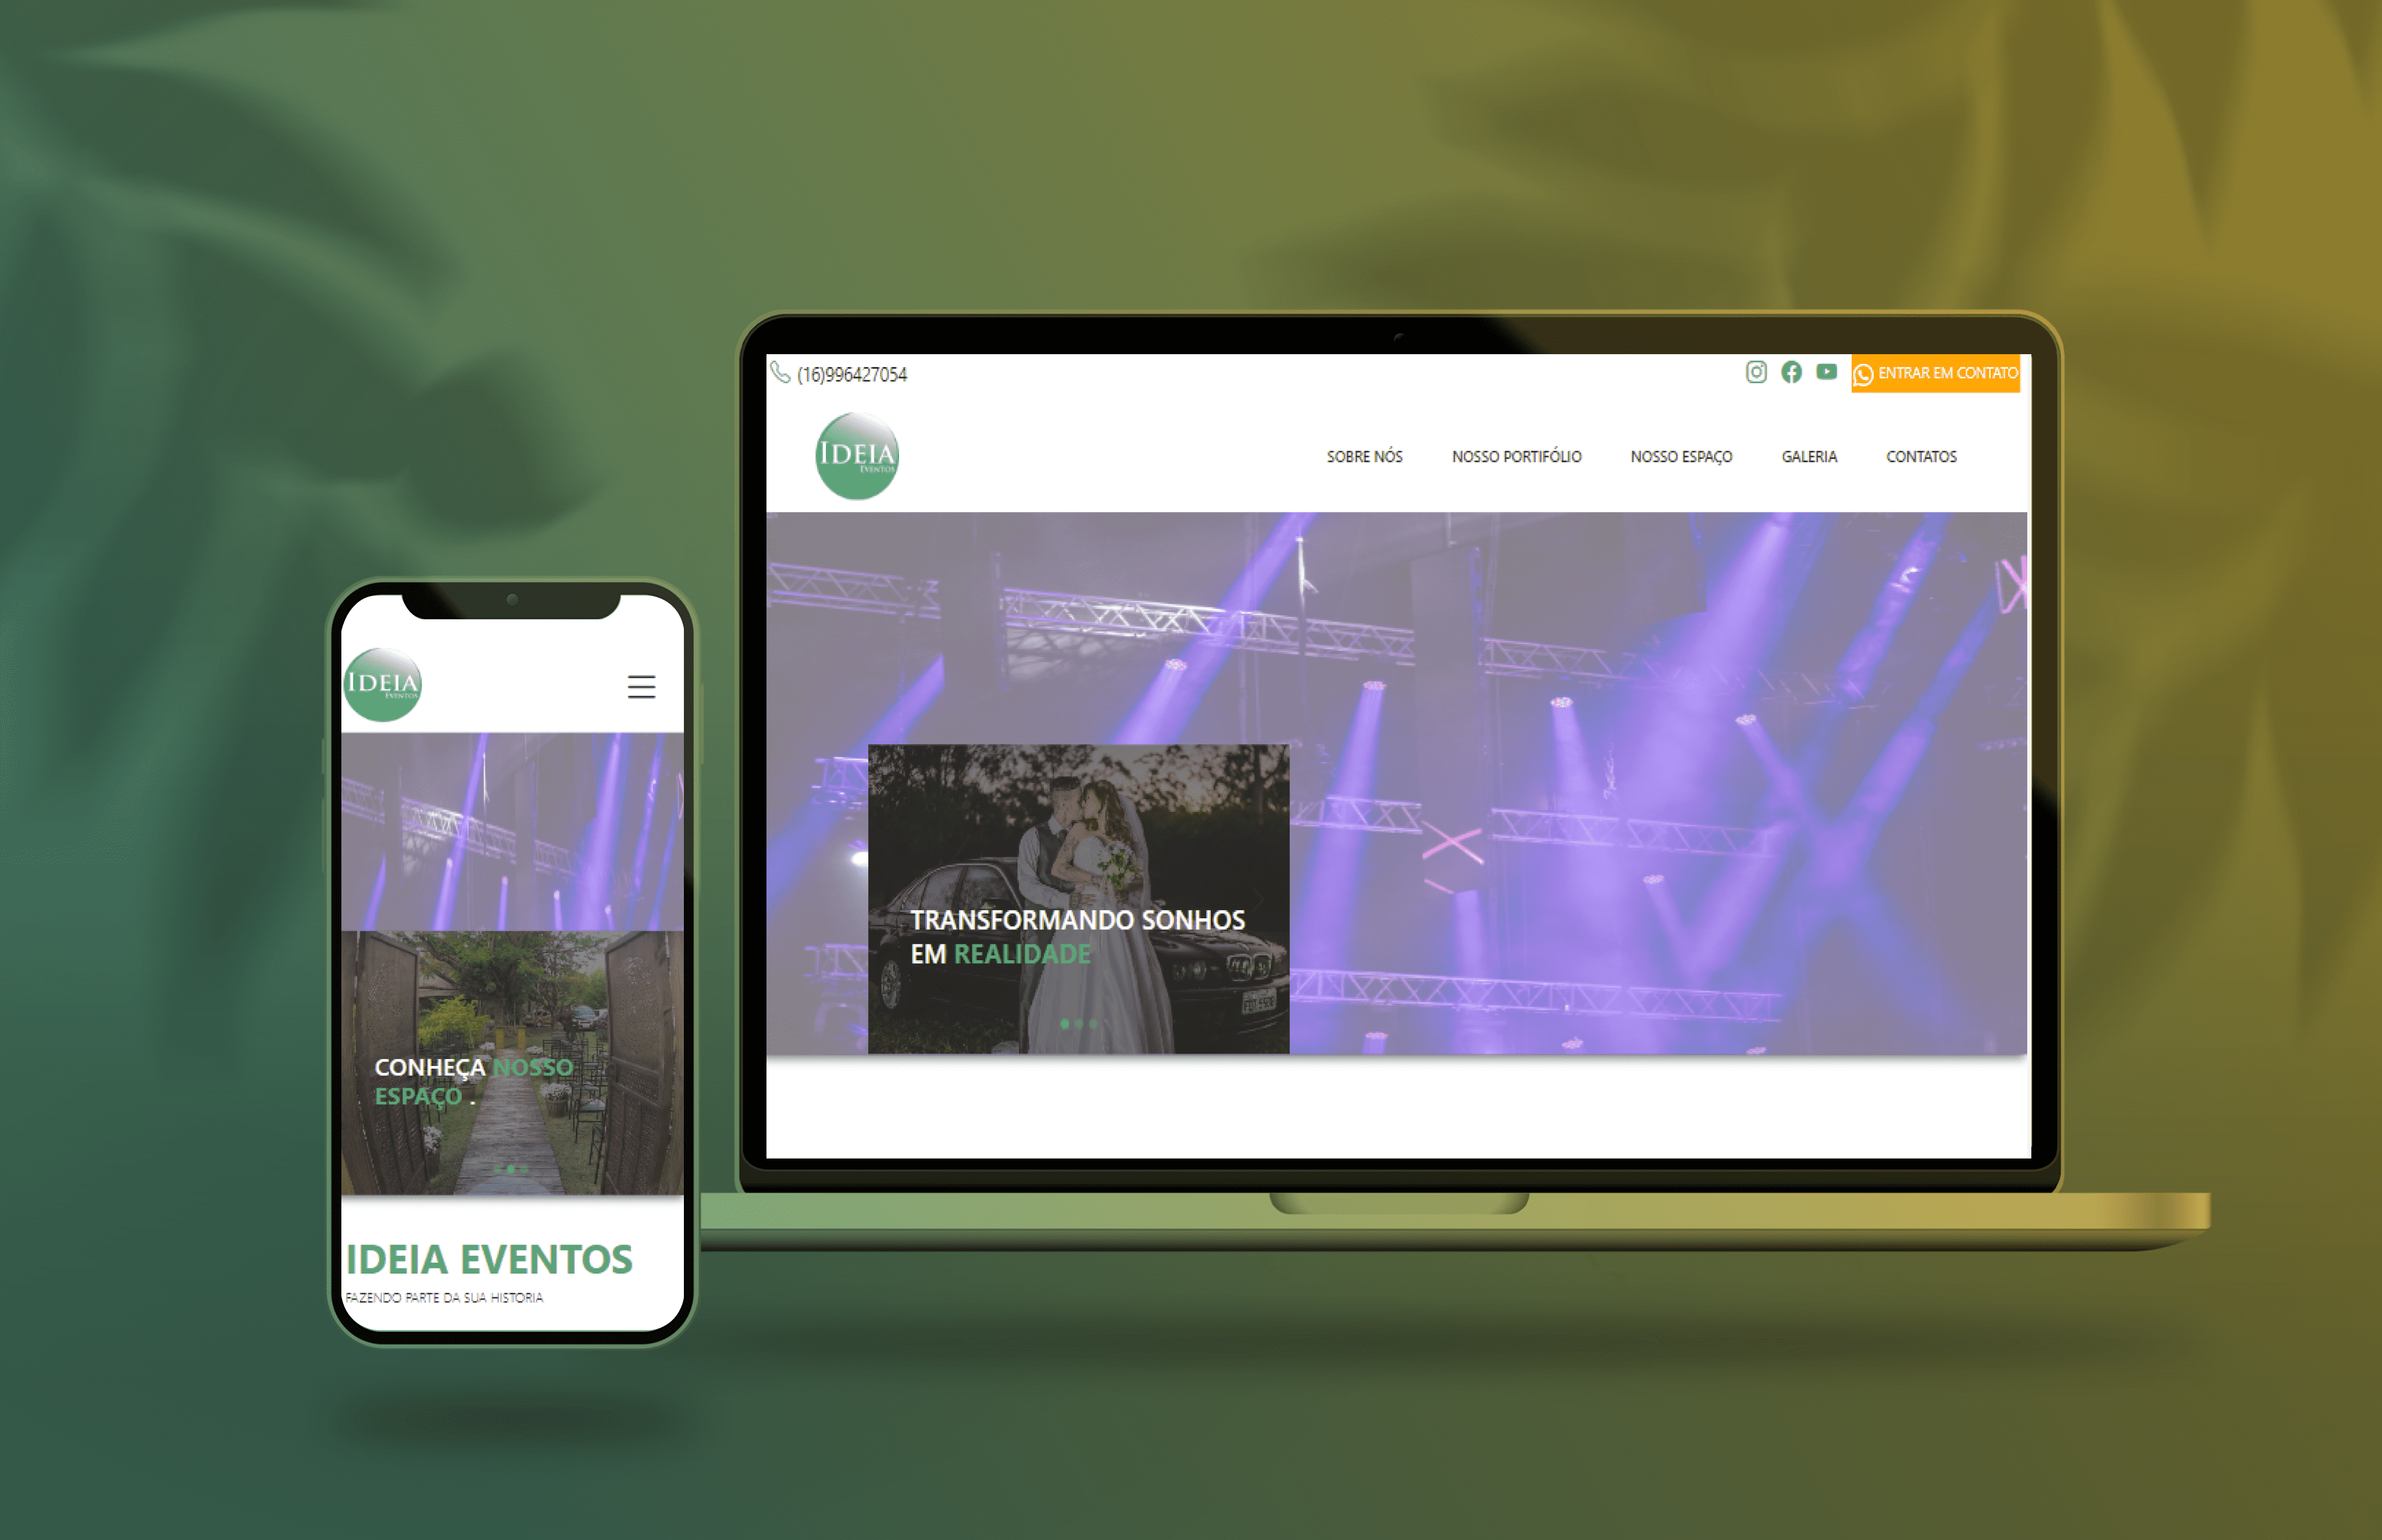 (16)996427054
ENTRAR EM CONTATO
IDEIA
EVENTOS
SOBRE NÓS NOSSO PORTIFÓLIO NOSSO ESPAÇO GALERIA CONTATOS
TRANSFORMANDO SONHOS
EM REALIDADE
IDEIA
EVENTOS
CONHEÇA NOSSO
ESPAÇO .
IDEIA EVENTOS
FAZENDO PARTE DA SUA HISTORIA